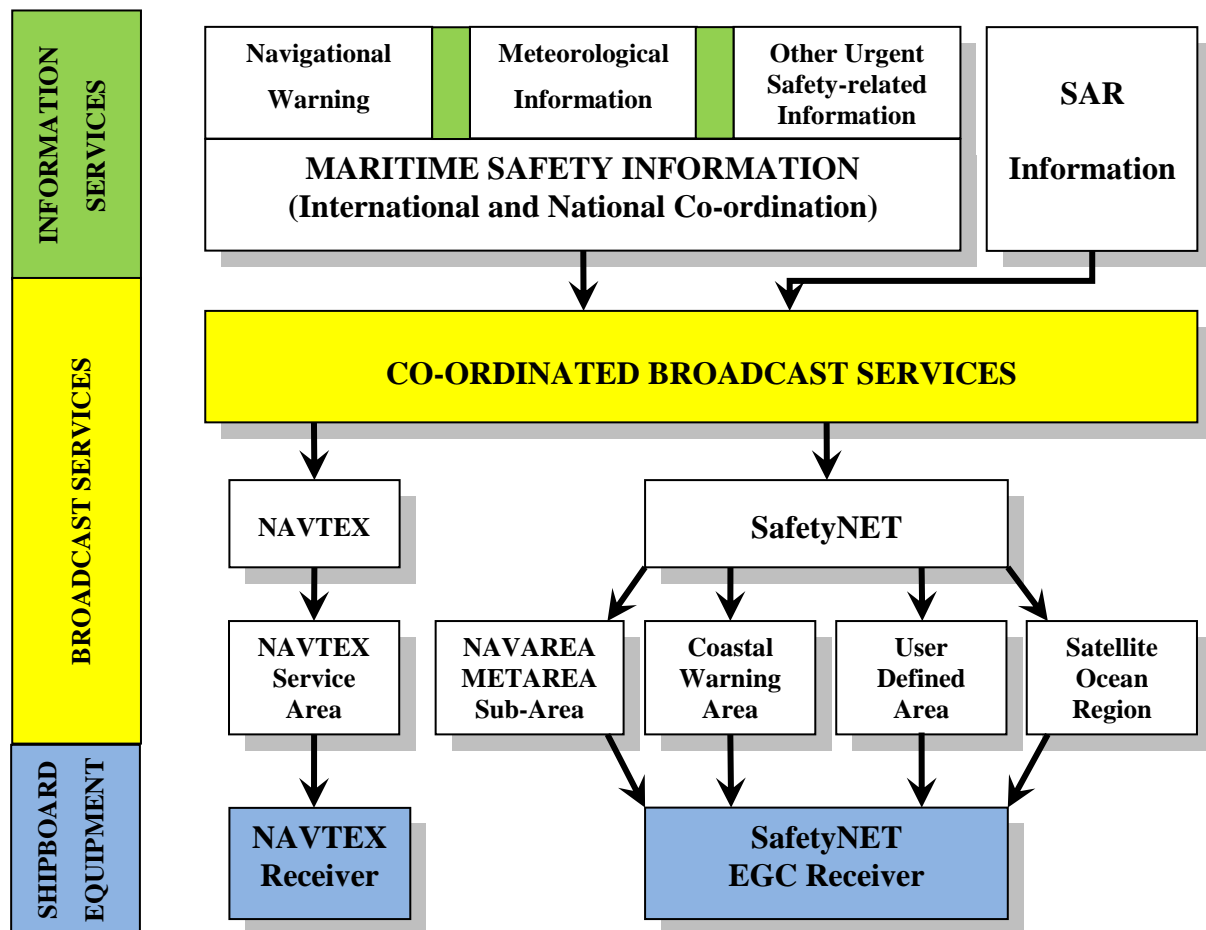 INFORMATION
SERVICES
Navigational
Warning
Meteorological
Information
Other Urgent
Safety-related
Information
MARITIME SAFETY INFORMATION
(International and National Co-ordination)
SAR
Information
BROADCAST SERVICES
CO-ORDINATED BROADCAST SERVICES
NAVTEX
SafetyNET
NAVTEX
Service
Area
NAVAREA
METAREA
Sub-Area
Coastal
Warning
Area
User
Defined
Area
Satellite
Ocean
Region
SHIPBOARD
EQUIPMENT
NAVTEX
Receiver
SafetyNET
EGC Receiver